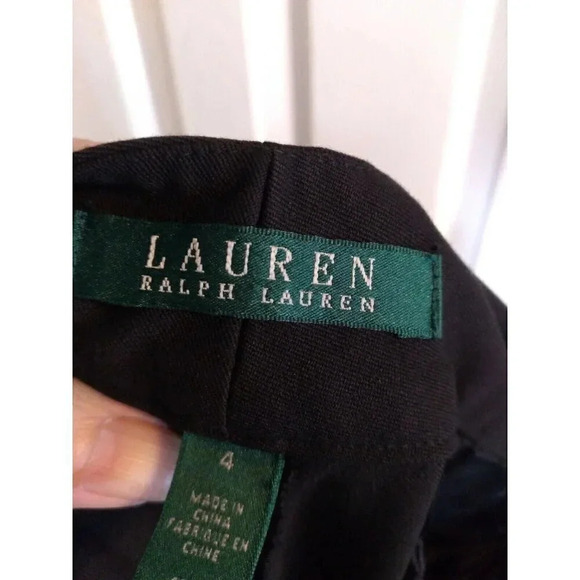 LAUREN
RALPH LAUREN
4
MADE IN
CHINA
FABRIQUE EN
CHINE